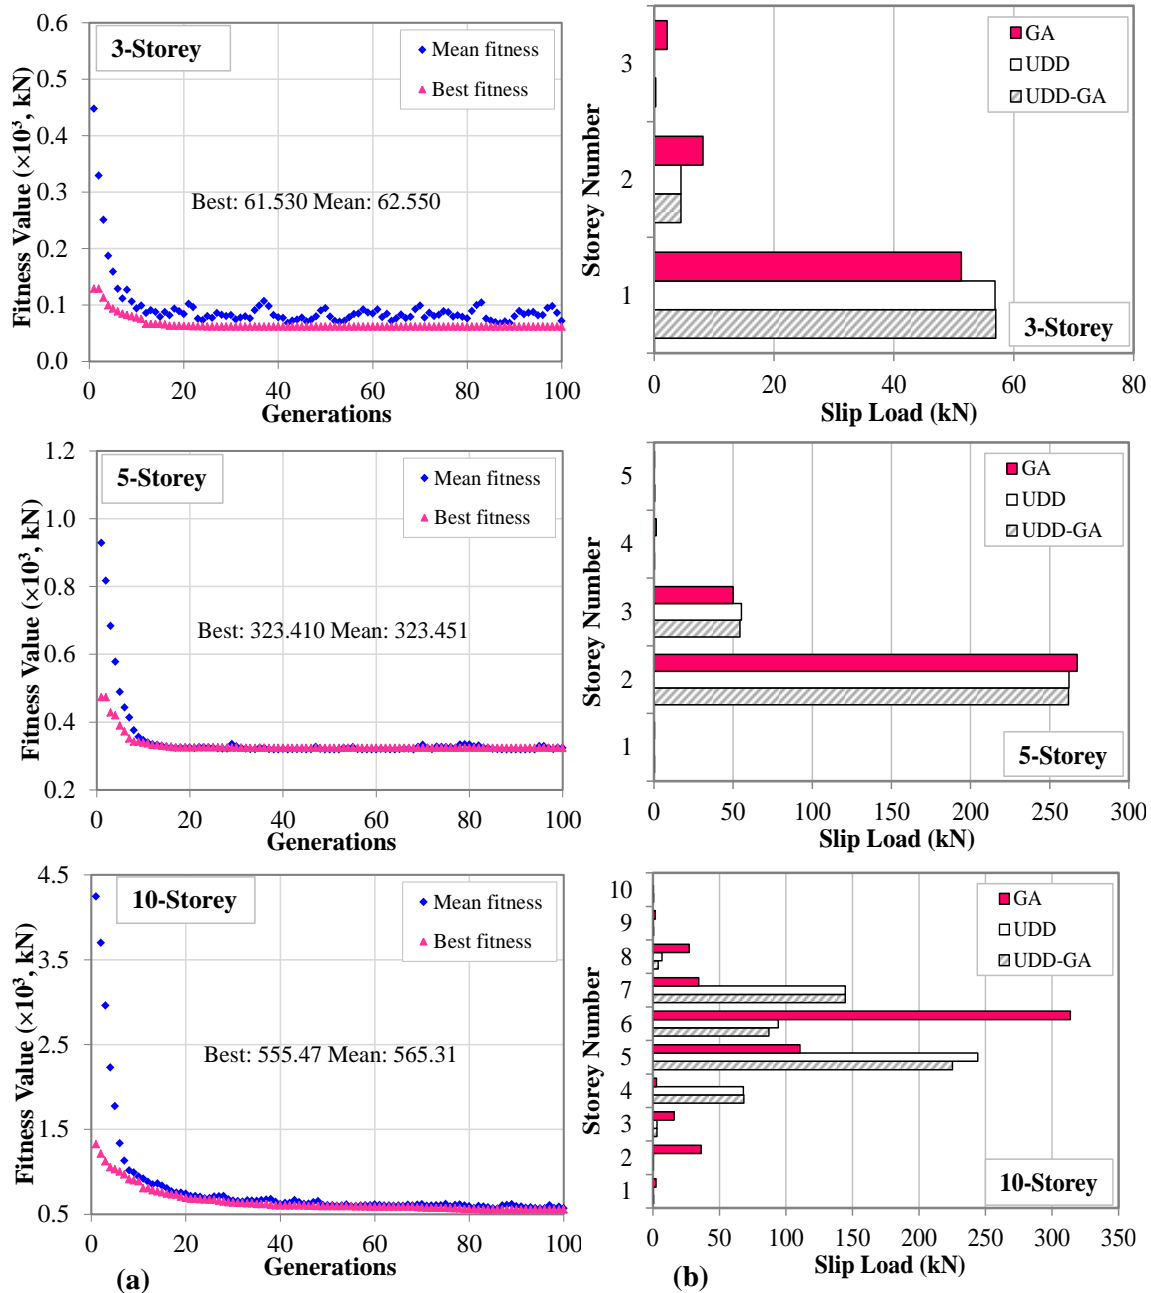 3-Storey
Mean fitness
Best fitness
Best: 61.530 Mean: 62.550
Fitness Value (×10³, kN)
0.6
0.5
0.4
0.3
0.2
0.1
0.0
0 20 40 60 80 100
Generations
GA
UDD
UDD-GA
Storey Number
3
2
1
3-Storey
0 20 40 60 80
Slip Load (kN)
5-Storey
Mean fitness
Best fitness
Best: 323.410 Mean: 323.451
Fitness Value (×10³, kN)
1.2
1.0
0.8
0.6
0.4
0.2
0 20 40 60 80 100
Generations
GA
UDD
UDD-GA
Storey Number
5
4
3
2
1
5-Storey
0 50 100 150 200 250 300
Slip Load (kN)
10-Storey
Mean fitness
Best fitness
Best: 555.47 Mean: 565.31
Fitness Value (×10³, kN)
4.5
3.5
2.5
1.5
0.5
0 20 40 60 80 100
Generations
(a)
GA
UDD
UDD-GA
Storey Number
10
9
8
7
6
5
4
3
2
1
10-Storey
0 50 100 150 200 250 300 350
Slip Load (kN)
(b)